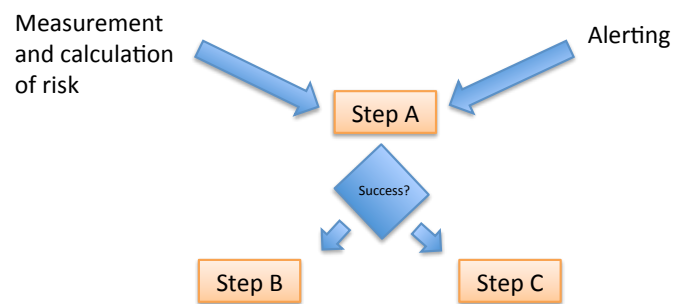 Measurement
and calculation
of risk
Alerting
Step A
Success?
Step B
Step C